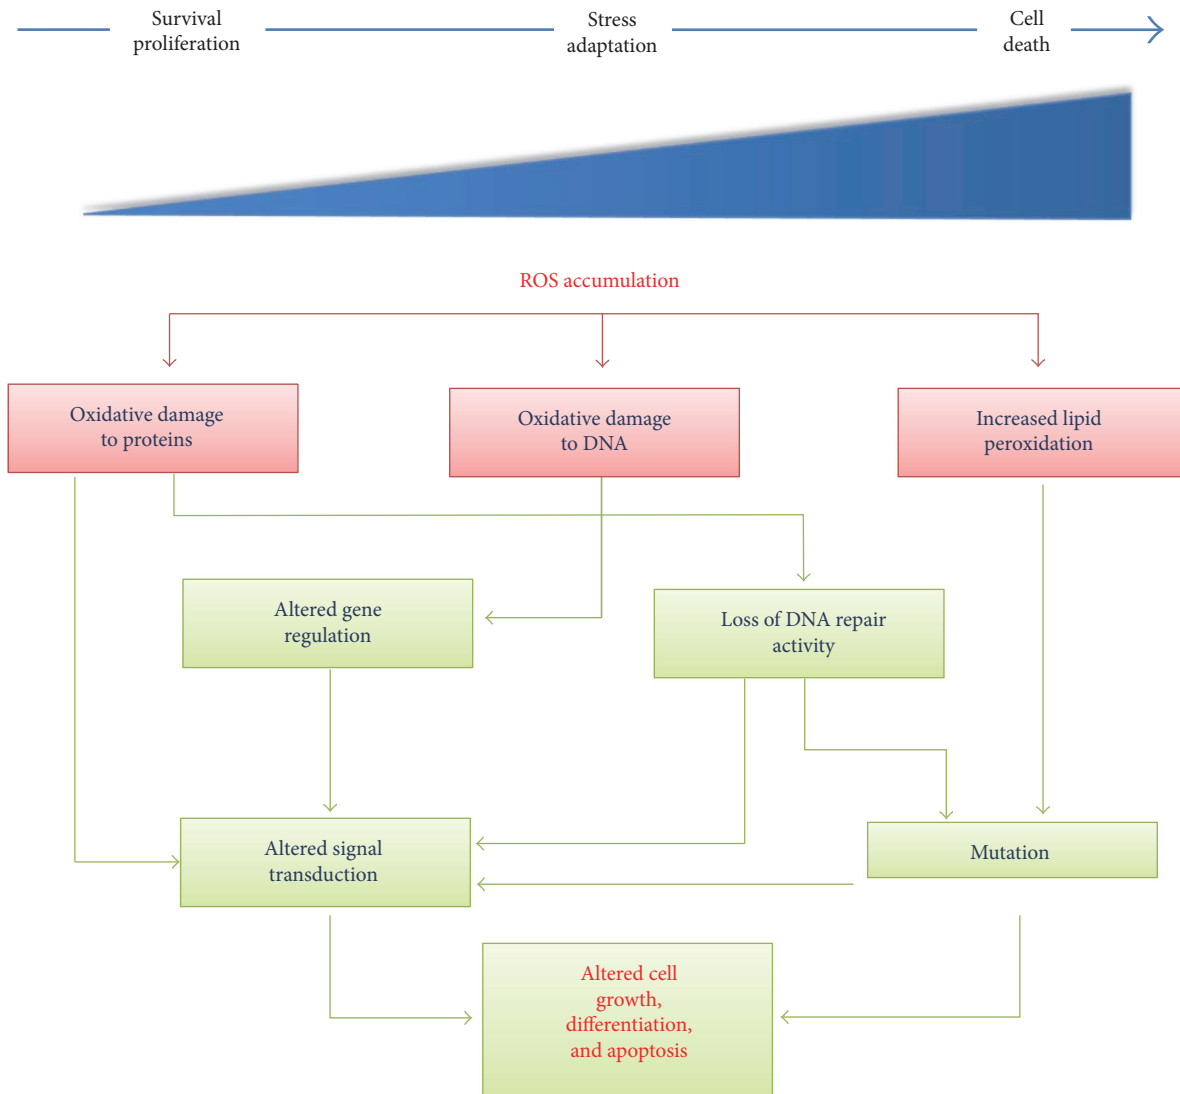 Survival
proliferation
Stress
adaptation
Cell
death
ROS accumulation
Oxidative damage
to proteins
Oxidative damage
to DNA
Increased lipid
peroxidation
Altered gene
regulation
Loss of DNA repair
activity
Altered signal
transduction
Mutation
Altered cell
growth,
differentiation,
and apoptosis